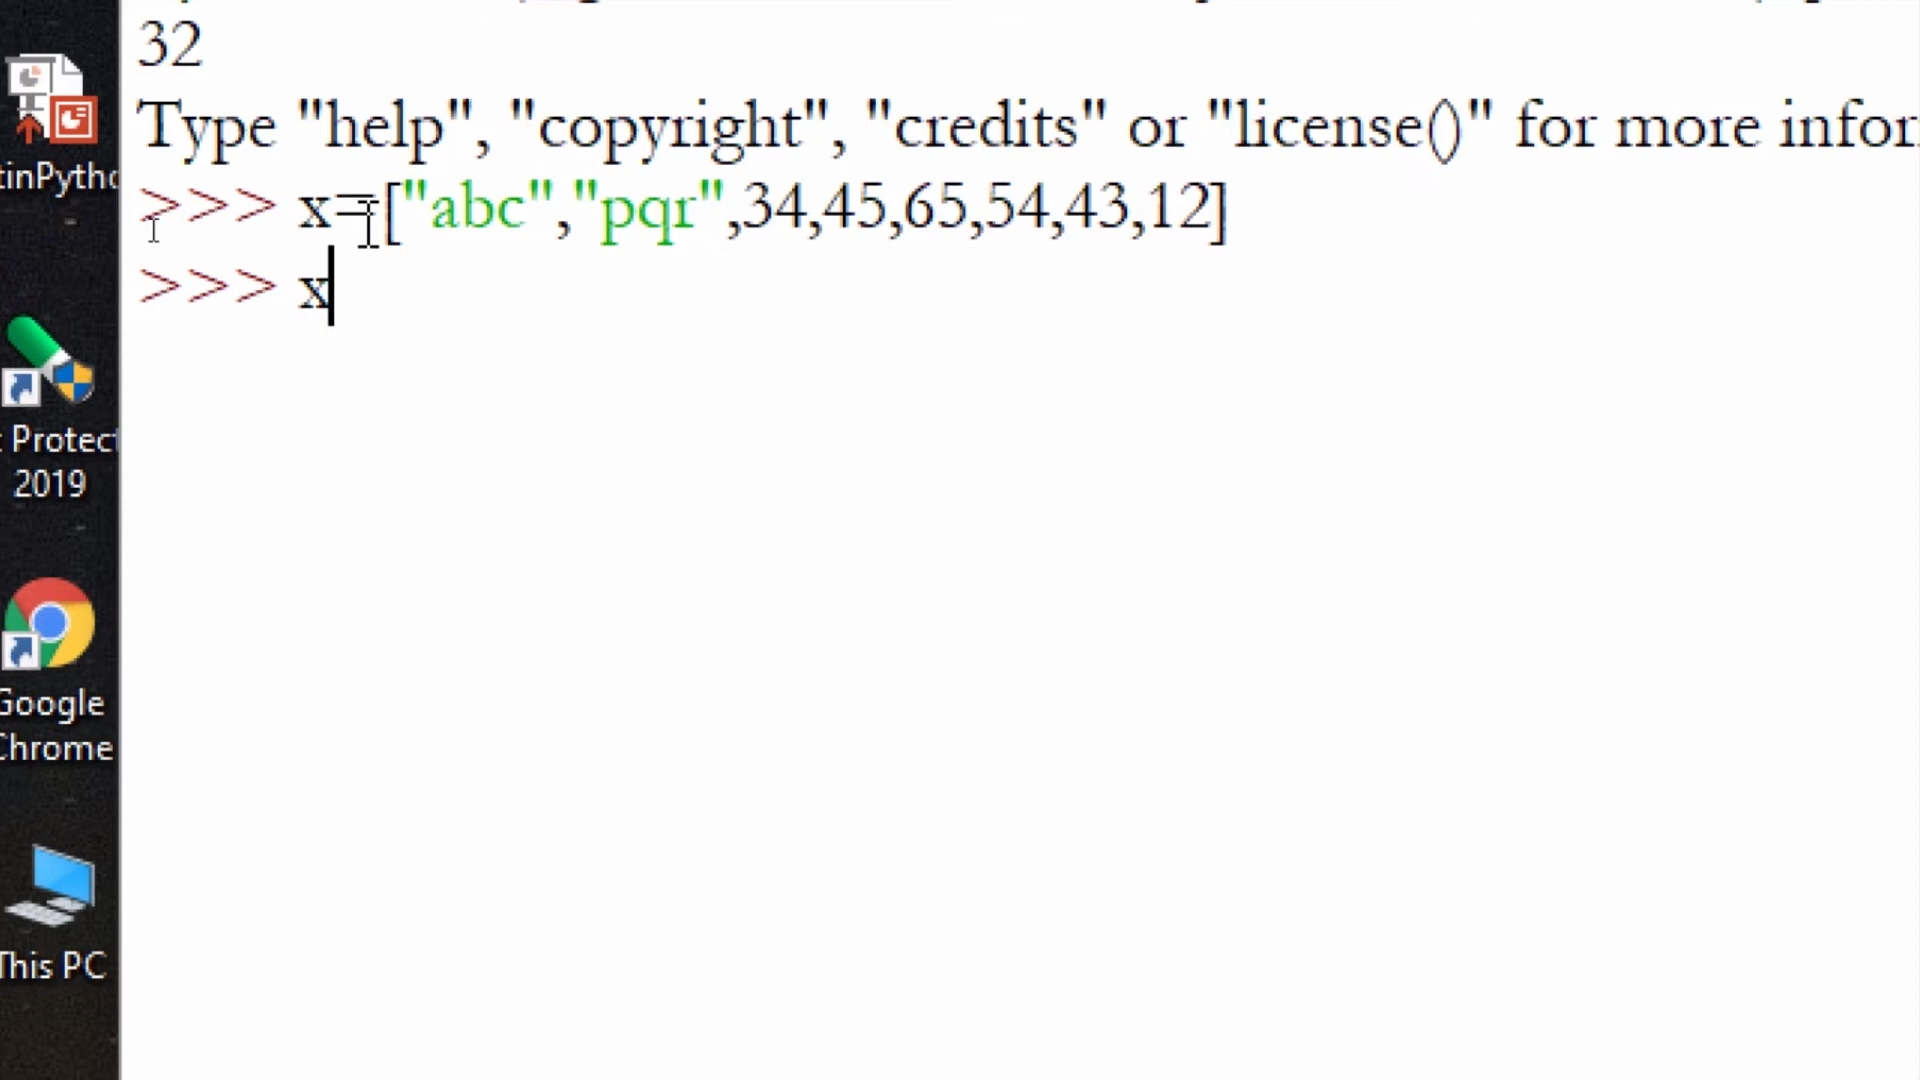 32
Type "help", "copyright", "credits" or "license()" for more infor
>>> x=["abc","pqr",34,45,65,54,43,12]
>>> x
tinPytho
Protect
2019
Google
Chrome
This PC